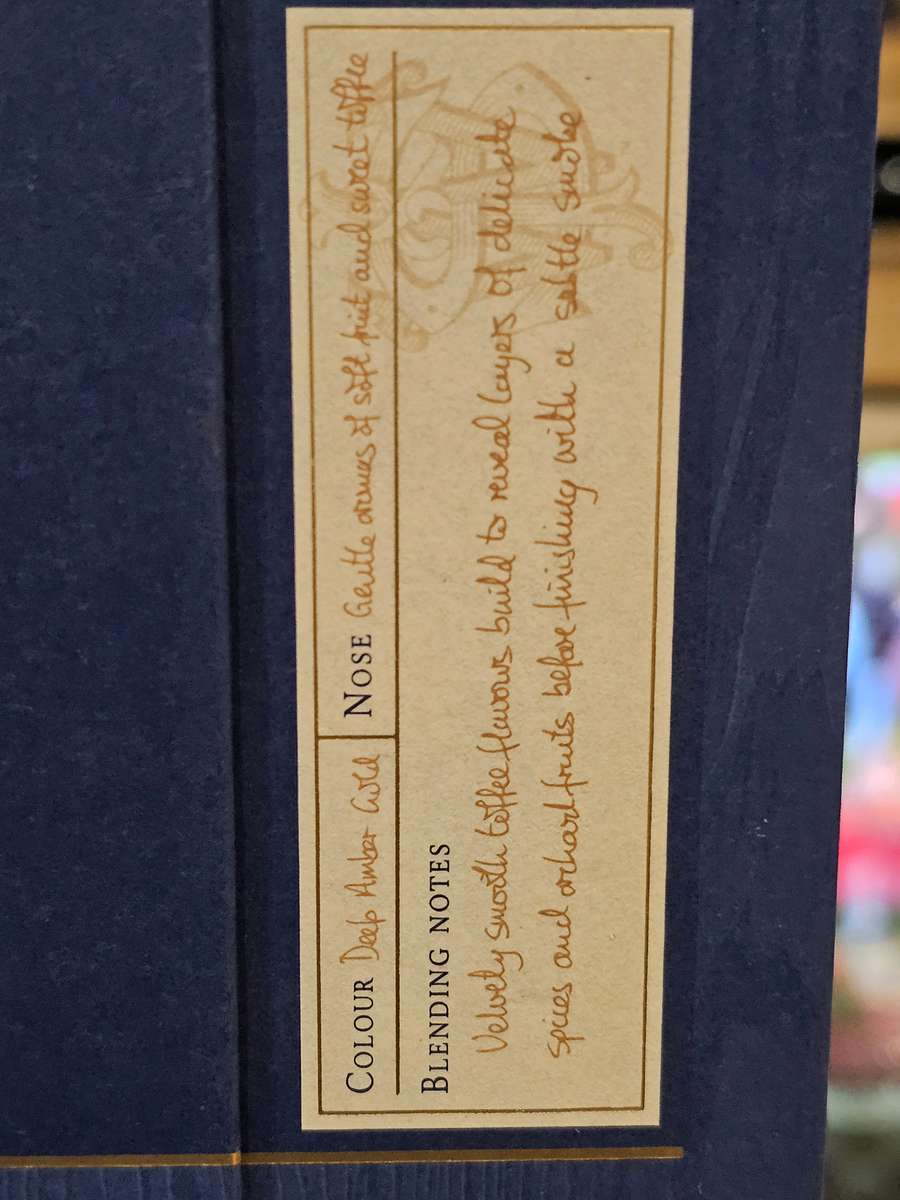 COLOUR Deep Amber Gold NOSE Gentle aromas of soft fruit and sweet toffee
BLENDING NOTES
Velvety smooth toffee flavours build to reveal layers of delicate
spices and orchard fruits before finishing with a subtle smoke